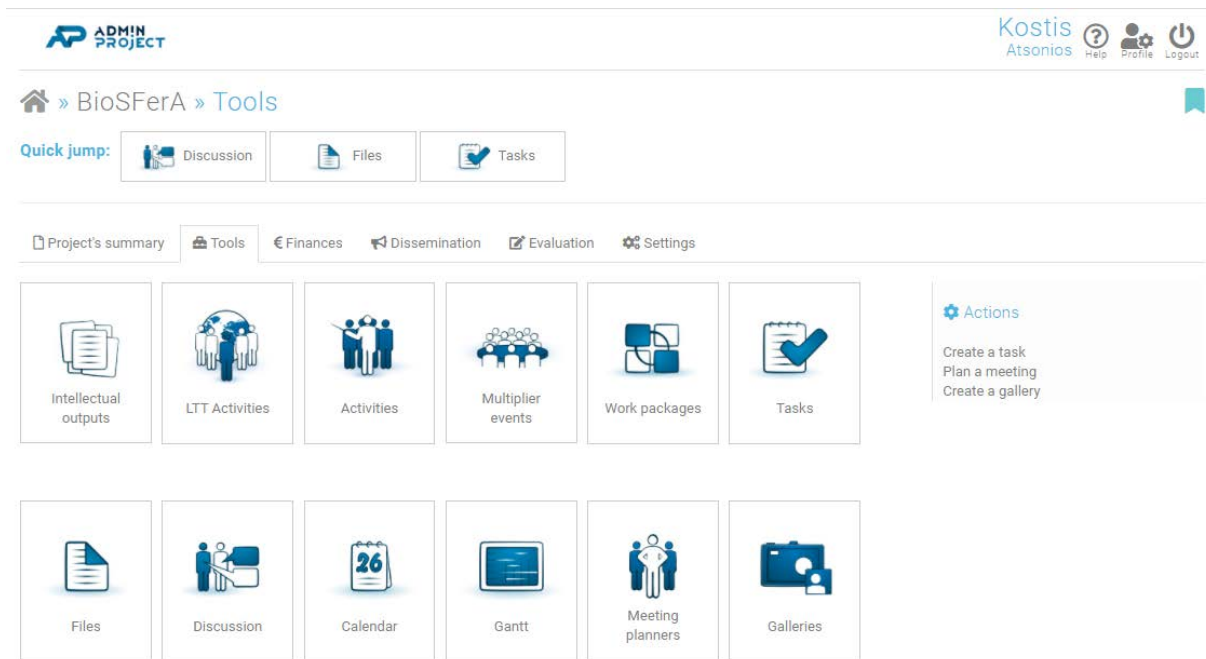 ADMIN
PROJECT
Kostis
Atsonios
Help
Profile
Logout
» BioSFerA » Tools
Quick jump:
Discussion
Files
Tasks
Project's summary
Tools
€ Finances
Dissemination
Evaluation
Settings
Intellectual
outputs
LTT Activities
Activities
Multiplier
events
Work packages
Tasks
Actions
Create a task
Plan a meeting
Create a gallery
26
Files
Discussion
Calendar
Gantt
Meeting
planners
Galleries